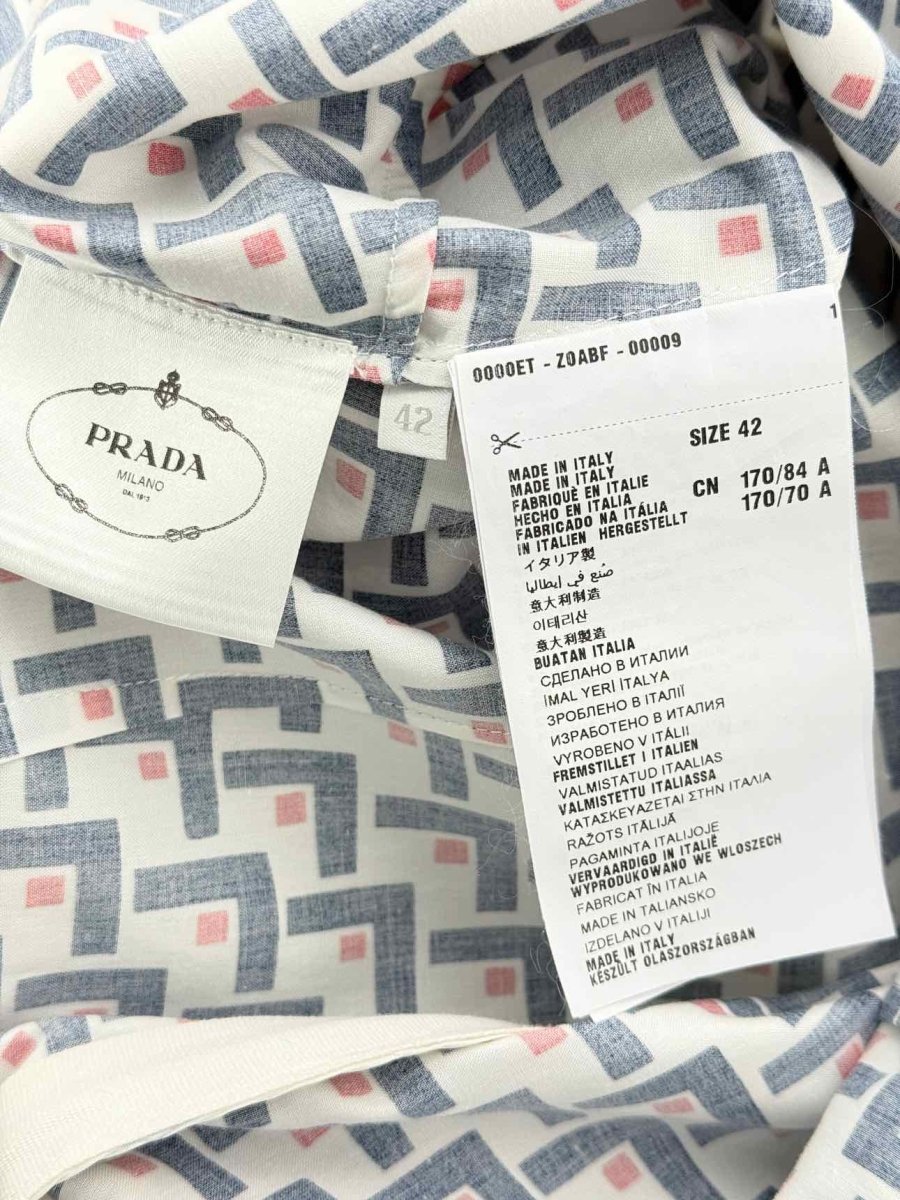 PRADA
MILANO
DAL 1913
42
1
0000ET - Z0ABF - 00009
SIZE 42
CN 170/84 A
170/70 A
MADE IN ITALY
MADE IN ITALY
FABRIQUÉ EN ITALIE
HECHO EN ITALIA
FABRICADO NA ITÁLIA
IN ITALIEN HERGESTELLT
イタリア製
صُنع في إيطاليا
意大利制造
이태리산
意大利製造
BUATAN ITALIA
СДЕЛАНО В ИТАЛИИ
İMAL YERİ İTALYA
ЗРОБЛЕНО В ІТАЛІЇ
ИЗРАБОТЕНО В ИТАЛИЯ
VYROBENO V ITÁLII
FREMSTILLET I ITALIEN
VALMISTATUD ITAALIAS
VALMISTETTU ITALIASSA
ΚΑΤΑΣΚΕΥΑΖΕΤΑΙ ΣΤΗΝ ΙΤΑΛΙΑ
RAŽOTS ITĀLIJĀ
PAGAMINTA ITALIJOJE
VERVAARDIGD IN ITALIË
WYPRODUKOWANO WE WLOSZECH
FABRICAT ÎN ITALIA
MADE IN TALIANSKO
IZDELANO V ITALIJI
MADE IN ITALY
KÉSZÜLT OLASZORSZÁGBAN